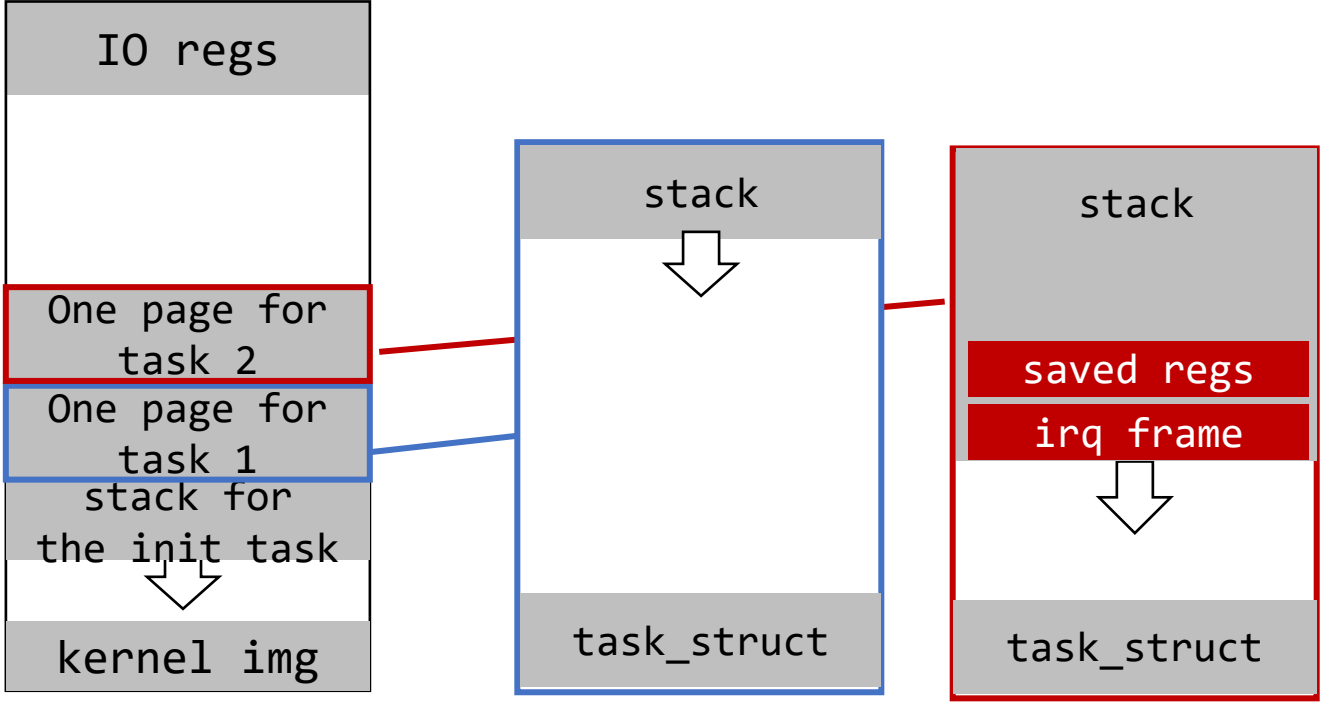 IO regs
One page for
task 2
One page for
task 1
stack for
the init task
kernel img
stack
task_struct
stack
saved regs
irq frame
task_struct